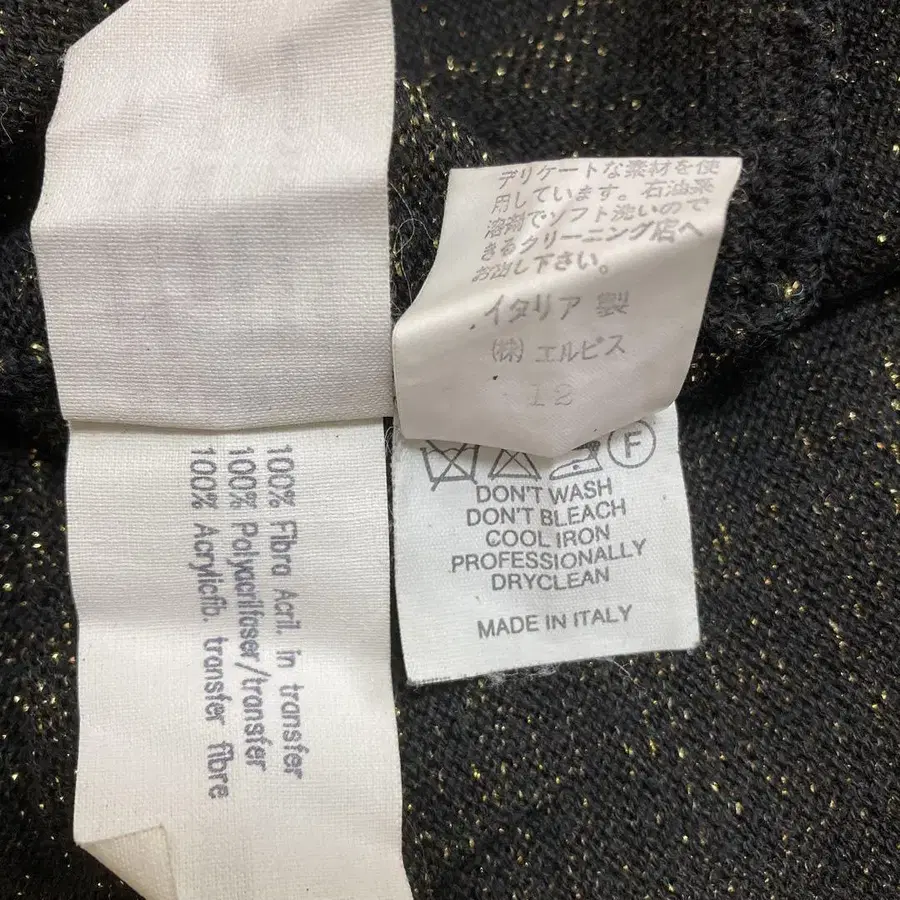 デリケートな素材を使
用しています。石油系
溶剤でソフト洗いので
きるクリーニング店へ
お出し下さい。
イタリア製
㈱エルピス
12
F
DON'T WASH
DON'T BLEACH
COOL IRON
PROFESSIONALLY
DRYCLEAN
MADE IN ITALY
100% Fibra Acril. in transfer
100% Polyacrilfaser/transfer
100% Acrylicfib. transfer fibre